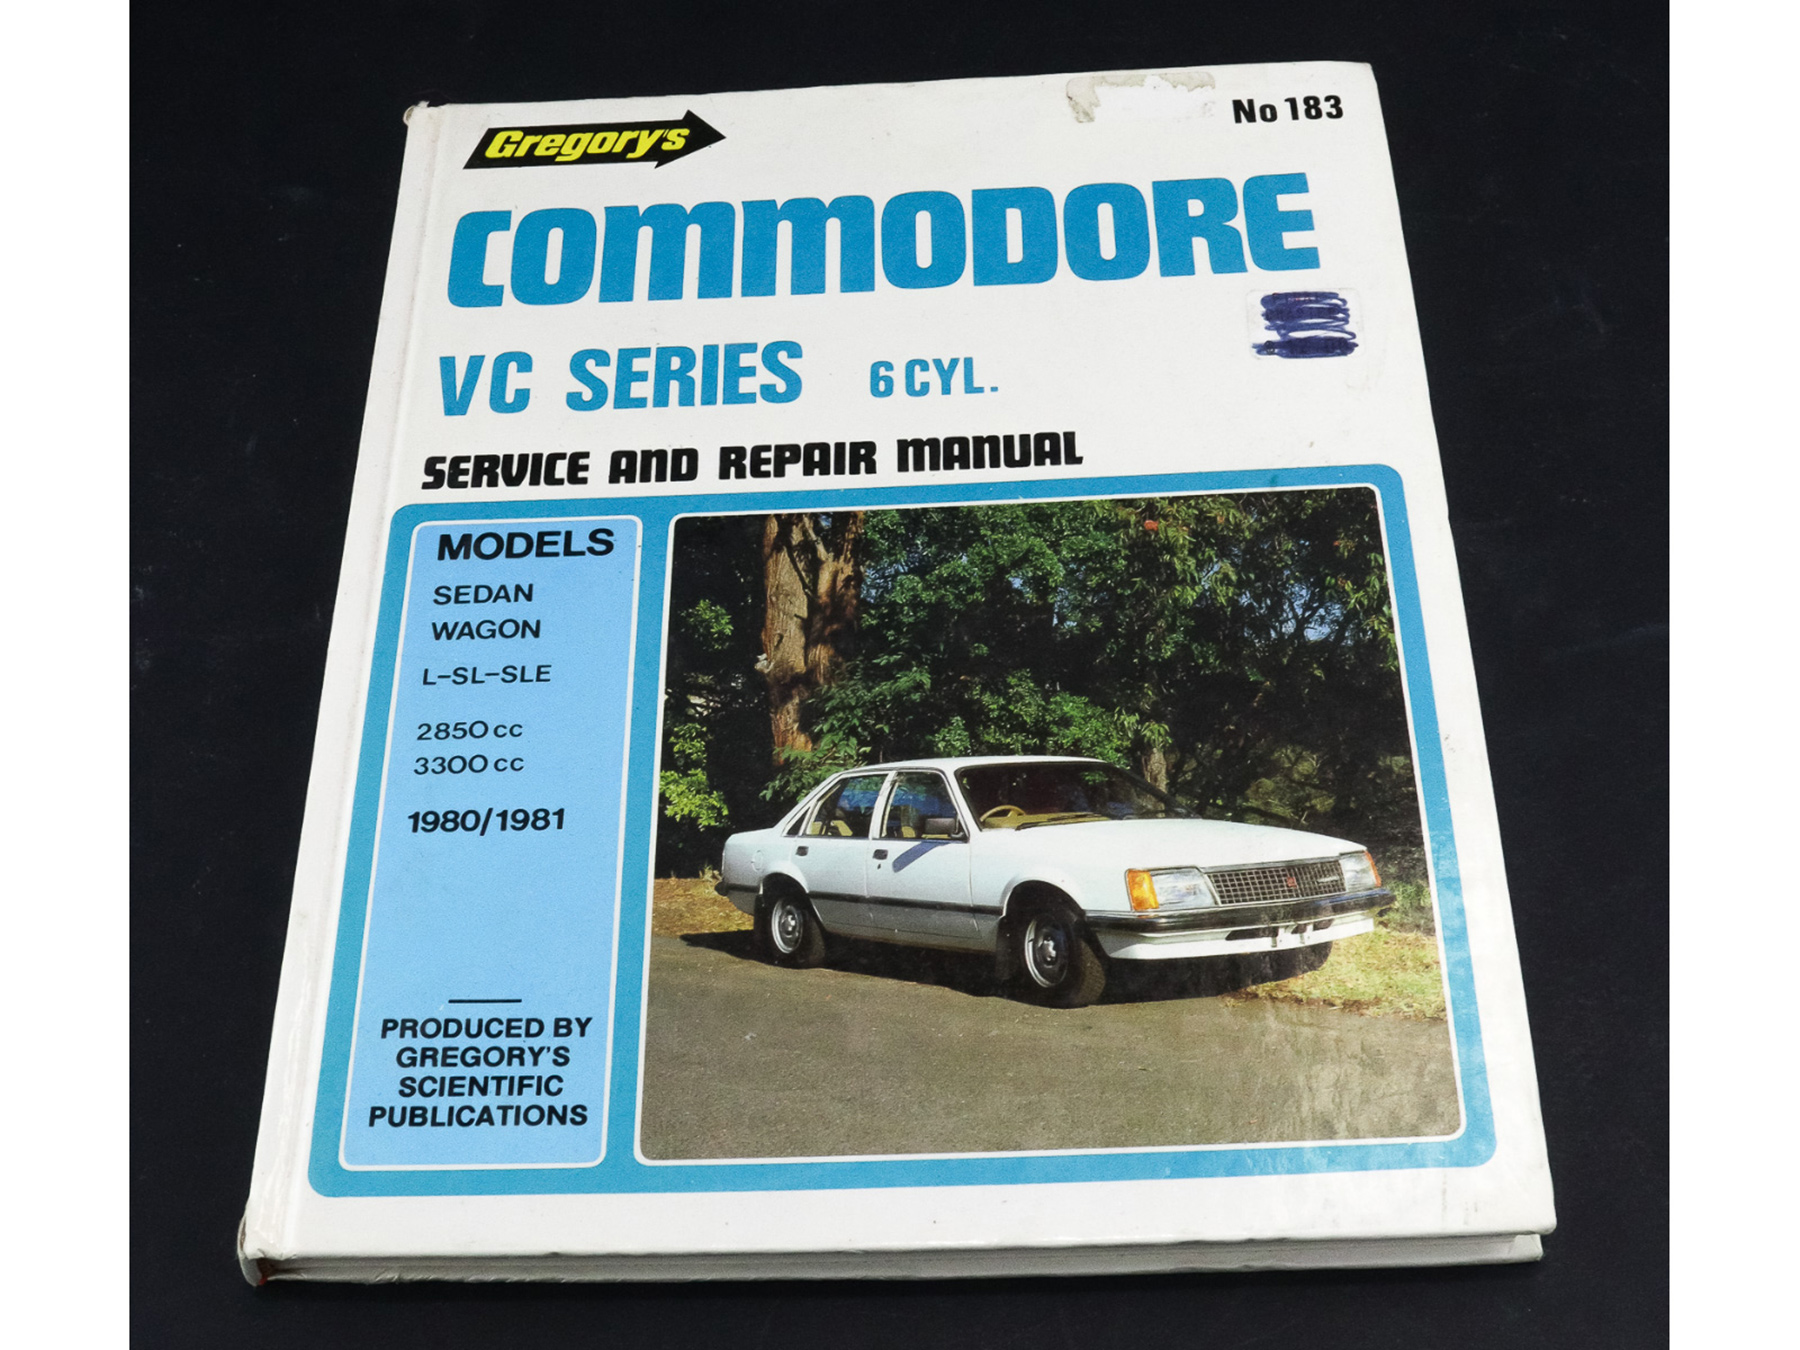 Gregory's
No 183
COMMODORE
VC SERIES 6 CYL.
SERVICE AND REPAIR MANUAL
MODELS
SEDAN
WAGON
L-SL-SLE
2850 cc
3300 cc
1980/1981
PRODUCED BY
GREGORY'S
SCIENTIFIC
PUBLICATIONS